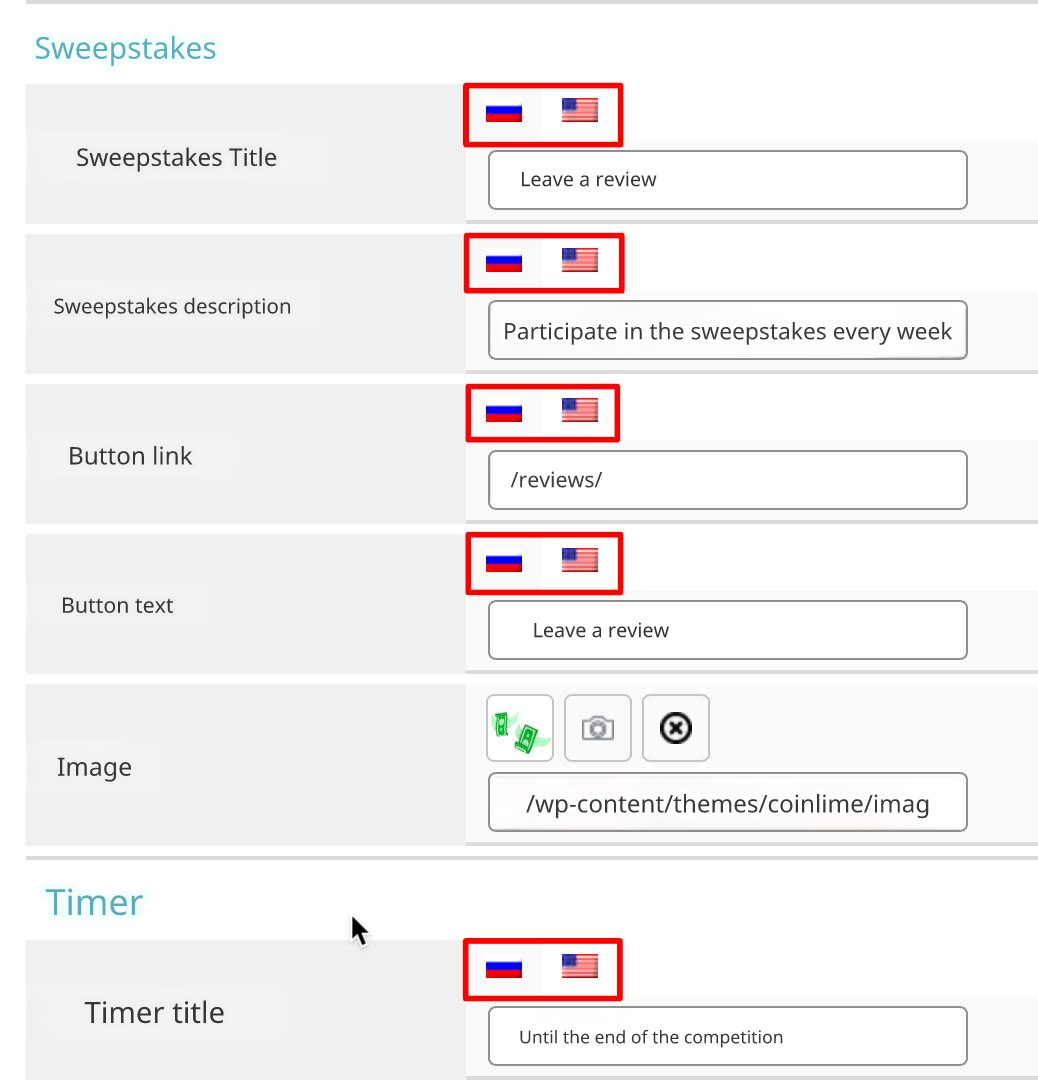 Sweepstakes
Sweepstakes Title
Leave a review
Sweepstakes description
Participate in the sweepstakes every week
Button link
/reviews/
Button text
Leave a review
Image
/wp-content/themes/coinlime/imag
Timer
Timer title
Until the end of the competition